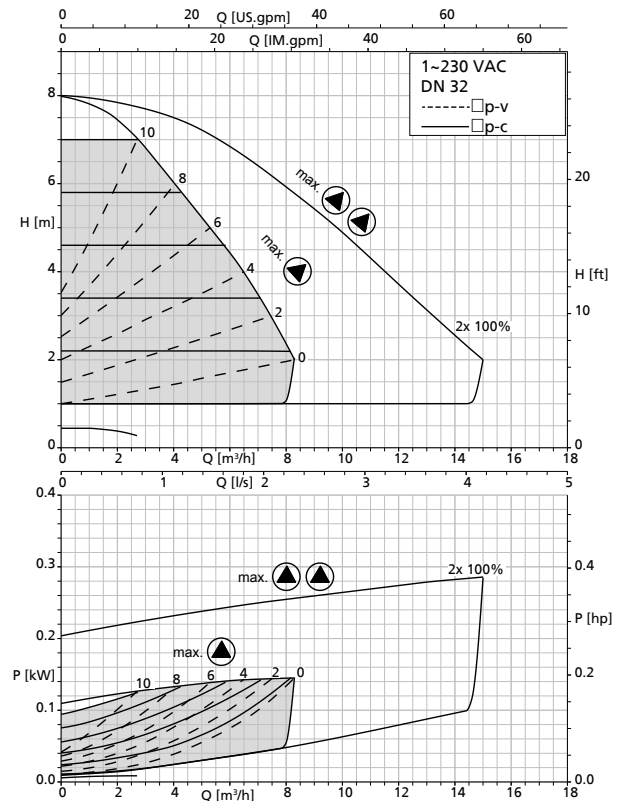 Q [US.gpm]
0 20 40 60
Q [IM.gpm]
0 20 40 60
1~230 VAC
DN 32
□p-v
□p-c
8
6
4
2
0
H [m]
20
10
0
H [ft]
10
8
6
4
2
0
max.
max.
2x 100%
0 2 4 6 8 10 12 14 16 18
Q [m³/h]
0 1 2 3 4 5
Q [l/s]
0.4
0.3
0.2
0.1
0.0
P [kW]
0.4
0.2
0.0
P [hp]
max.
2x 100%
max.
10 8 6 4 2 0
0 2 4 6 8 10 12 14 16 18
Q [m³/h]